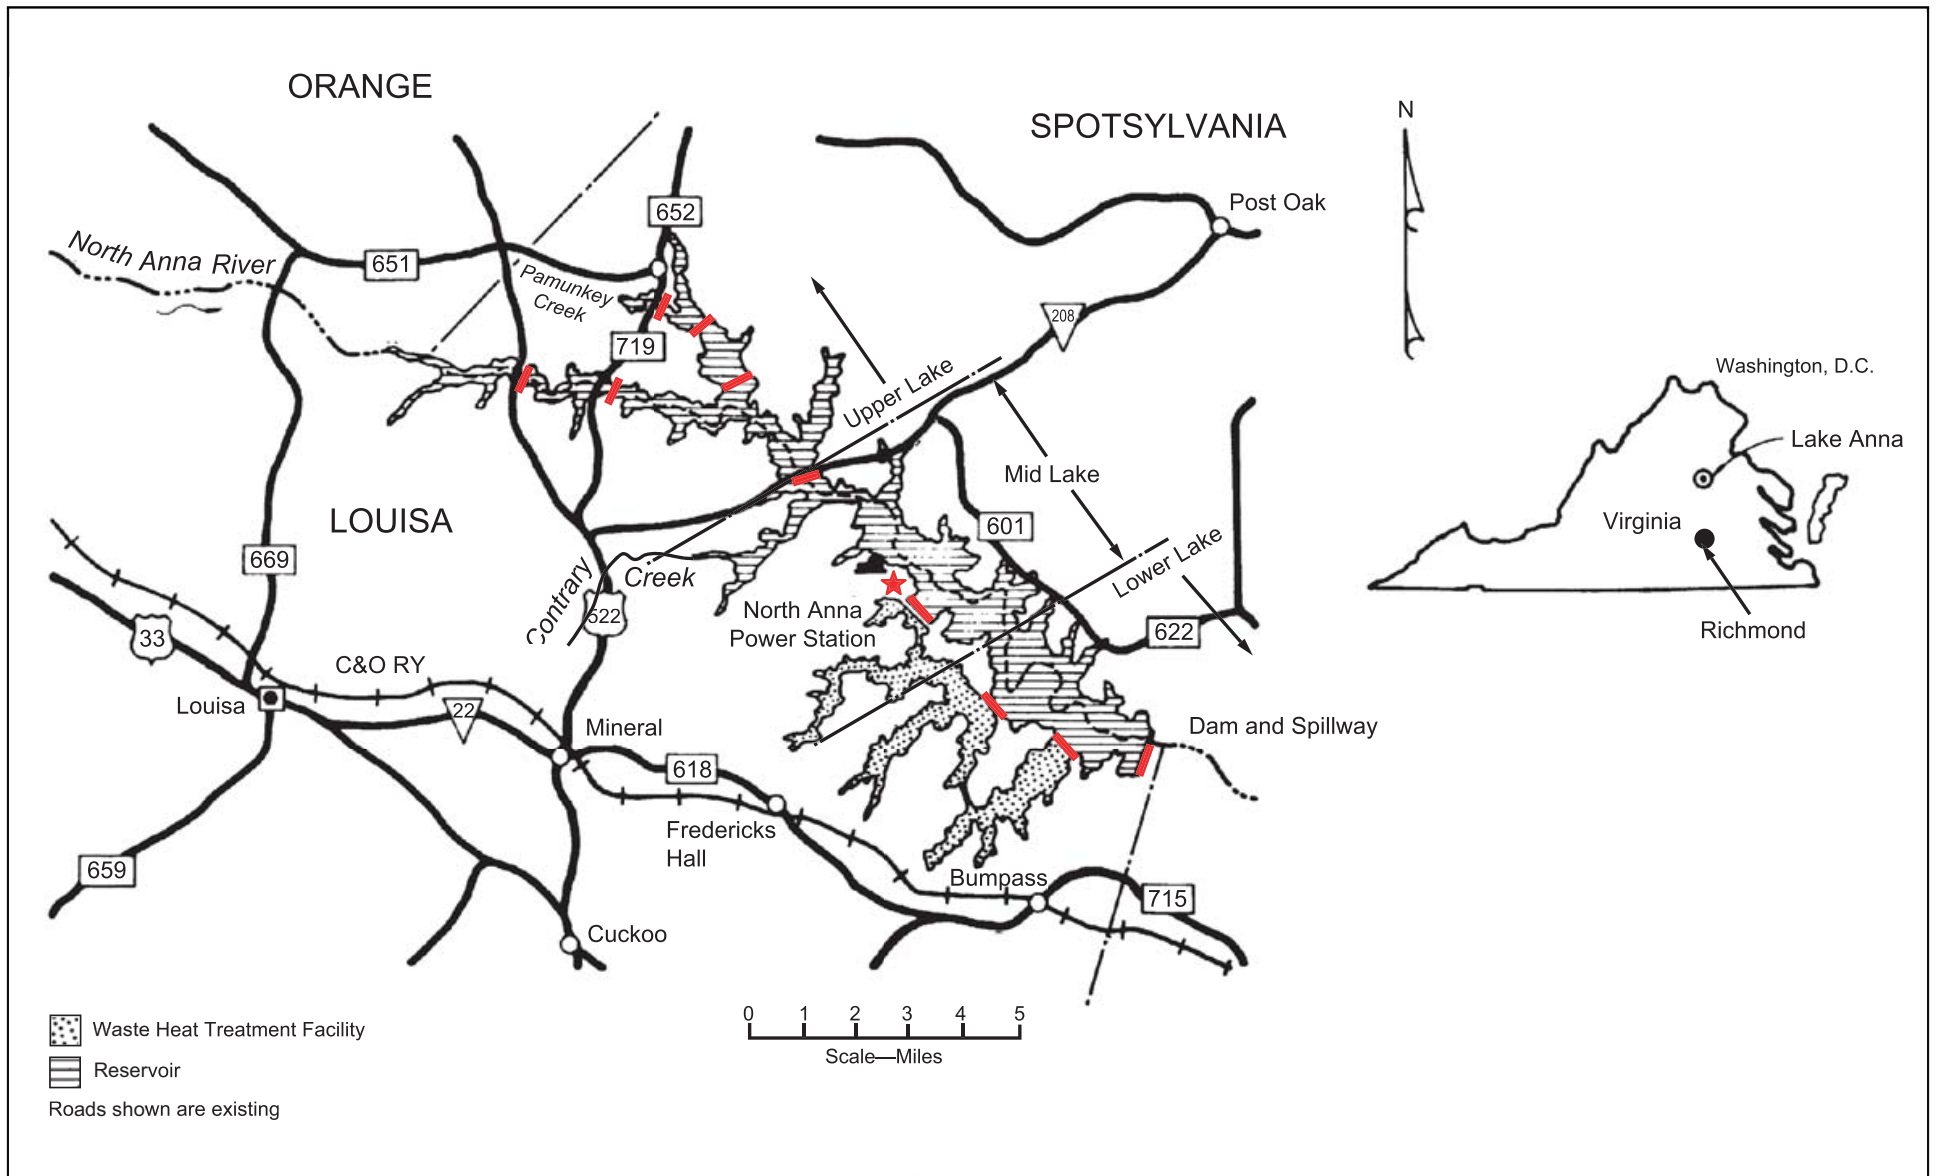 ORANGE
SPOTSYLVANIA
N
Post Oak
652
North Anna River
651
Pamunkey
Creek
208
719
Upper Lake
Washington, D.C.
Lake Anna
Mid Lake
LOUISA
601
Virginia
669
Contrary
Creek
Lower Lake
North Anna
Power Station
522
33
622
Richmond
C&O RY
Louisa
22
Mineral
Dam and Spillway
618
Fredericks
Hall
659
Bumpass
715
Cuckoo
0 1 2 3 4 5
Scale—Miles
Waste Heat Treatment Facility
Reservoir
Roads shown are existing